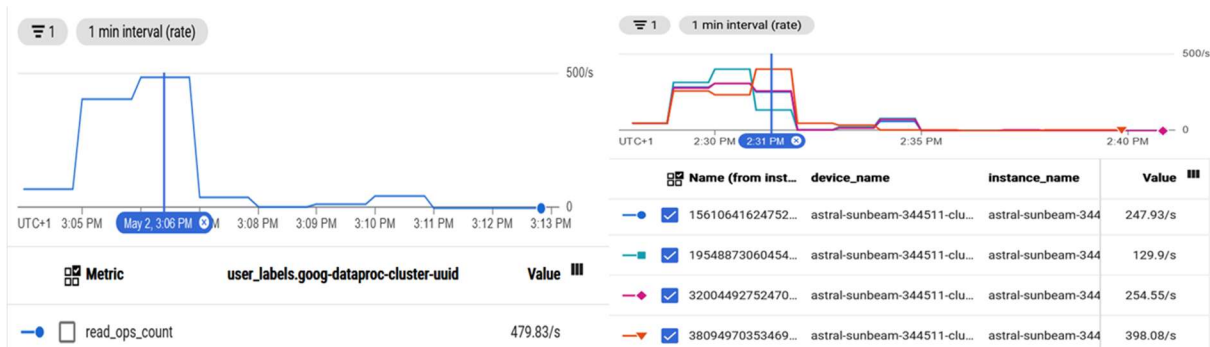 1 1 min interval (rate)
500/s
0
UTC+1 3:05 PM May 2, 3:06 PM M 3:08 PM 3:09 PM 3:10 PM 3:11 PM 3:12 PM 3:13 PM
Metric user_labels.goog-dataproc-cluster-uuid Value
read_ops_count 479.83/s
1 1 min interval (rate)
500/s
0
UTC+1 2:30 PM 2:31 PM 2:35 PM 2:40 PM
Name (from inst... device_name instance_name Value
15610641624752... astral-sunbeam-344511-clu... astral-sunbeam-344 247.93/s
19548873060454... astral-sunbeam-344511-clu... astral-sunbeam-344 129.9/s
32004492752470... astral-sunbeam-344511-clu... astral-sunbeam-344 254.55/s
38094970353469... astral-sunbeam-344511-clu... astral-sunbeam-344 398.08/s